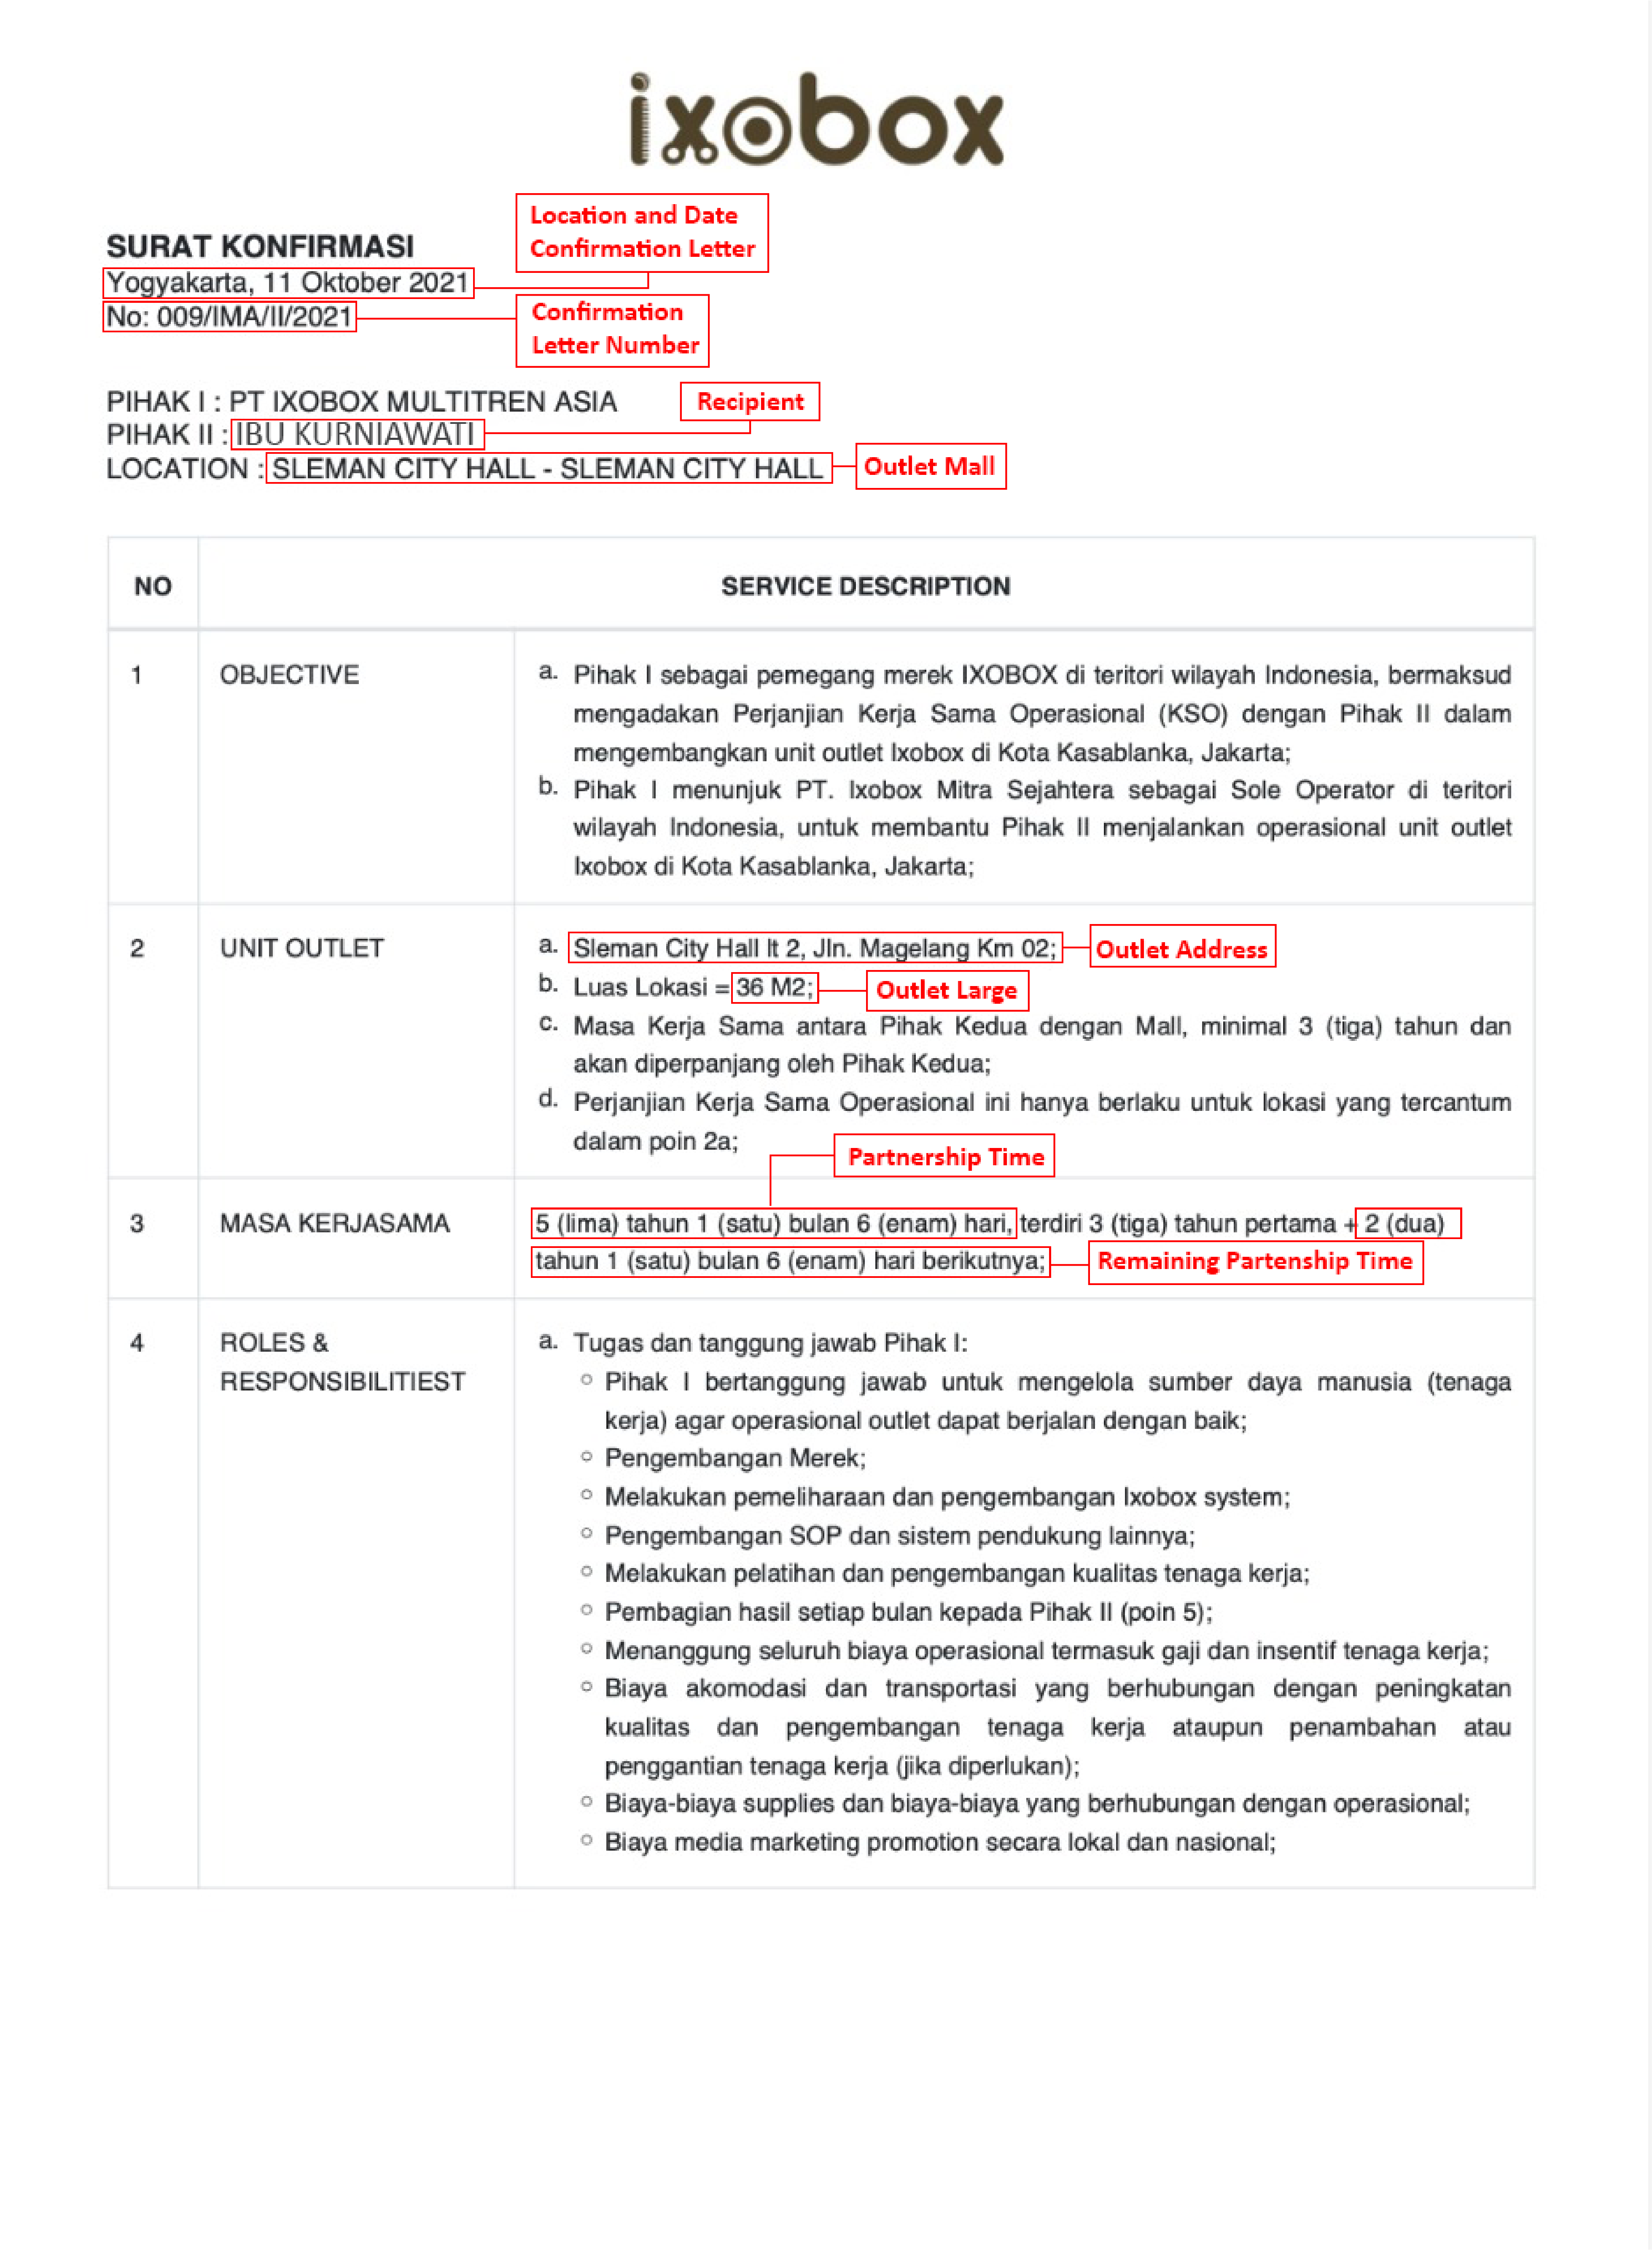 ixobox
Location and Date
Confirmation Letter
SURAT KONFIRMASI
Yogyakarta, 11 Oktober 2021
No: 009/IMA/II/2021
Confirmation
Letter Number
PIHAK I : PT IXOBOX MULTITREN ASIA
Recipient
PIHAK II : IBU KURNIAWATI
LOCATION : SLEMAN CITY HALL - SLEMAN CITY HALL
Outlet Mall
NO
SERVICE DESCRIPTION
1
OBJECTIVE
a. Pihak I sebagai pemegang merek IXOBOX di teritori wilayah Indonesia, bermaksud
mengadakan Perjanjian Kerja Sama Operasional (KSO) dengan Pihak II dalam
mengembangkan unit outlet Ixobox di Kota Kasablanka, Jakarta;
b. Pihak I menunjuk PT. Ixobox Mitra Sejahtera sebagai Sole Operator di teritori
wilayah Indonesia, untuk membantu Pihak II menjalankan operasional unit outlet
Ixobox di Kota Kasablanka, Jakarta;
2
UNIT OUTLET
a. Sleman City Hall lt 2, Jln. Magelang Km 02;
Outlet Address
b. Luas Lokasi = 36 M2;
Outlet Large
c. Masa Kerja Sama antara Pihak Kedua dengan Mall, minimal 3 (tiga) tahun dan
akan diperpanjang oleh Pihak Kedua;
d. Perjanjian Kerja Sama Operasional ini hanya berlaku untuk lokasi yang tercantum
dalam poin 2a;
Partnership Time
3
MASA KERJASAMA
5 (lima) tahun 1 (satu) bulan 6 (enam) hari, terdiri 3 (tiga) tahun pertama + 2 (dua)
tahun 1 (satu) bulan 6 (enam) hari berikutnya;
Remaining Partenship Time
4
ROLES &
RESPONSIBILITIEST
a. Tugas dan tanggung jawab Pihak I:
○ Pihak I bertanggung jawab untuk mengelola sumber daya manusia (tenaga
kerja) agar operasional outlet dapat berjalan dengan baik;
○ Pengembangan Merek;
○ Melakukan pemeliharaan dan pengembangan Ixobox system;
○ Pengembangan SOP dan sistem pendukung lainnya;
○ Melakukan pelatihan dan pengembangan kualitas tenaga kerja;
○ Pembagian hasil setiap bulan kepada Pihak II (poin 5);
○ Menanggung seluruh biaya operasional termasuk gaji dan insentif tenaga kerja;
○ Biaya akomodasi dan transportasi yang berhubungan dengan peningkatan
kualitas dan pengembangan tenaga kerja ataupun penambahan atau
penggantian tenaga kerja (jika diperlukan);
○ Biaya-biaya supplies dan biaya-biaya yang berhubungan dengan operasional;
○ Biaya media marketing promotion secara lokal dan nasional;